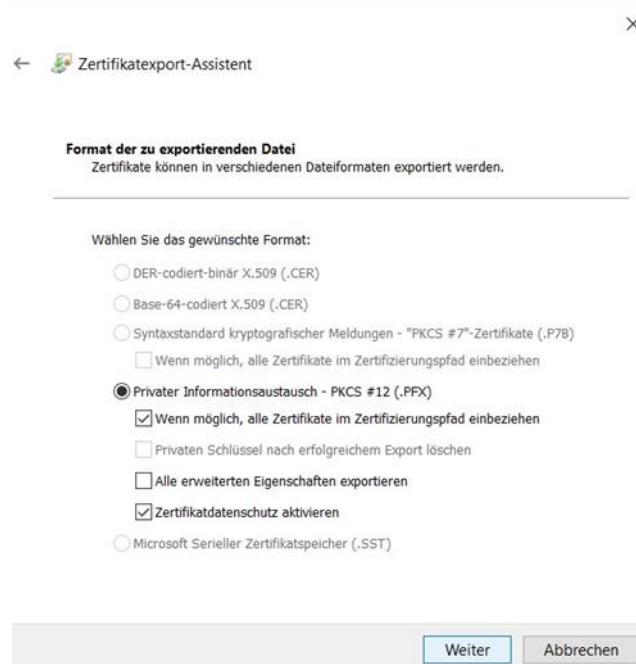 Zertifikatexport-Assistent
Format der zu exportierenden Datei
Zertifikate können in verschiedenen Dateiformaten exportiert werden.
Wählen Sie das gewünschte Format:
DER-codiert-binär X.509 (.CER)
Base-64-codiert X.509 (.CER)
Syntaxstandard kryptografischer Meldungen - "PKCS #7"-Zertifikate (.P7B)
Wenn möglich, alle Zertifikate im Zertifizierungspfad einbeziehen
Privater Informationsaustausch - PKCS #12 (.PFX)
Wenn möglich, alle Zertifikate im Zertifizierungspfad einbeziehen
Privaten Schlüssel nach erfolgreichem Export löschen
Alle erweiterten Eigenschaften exportieren
Zertifikatdatenschutz aktivieren
Microsoft Serieller Zertifikatspeicher (.SST)
Weiter Abbrechen